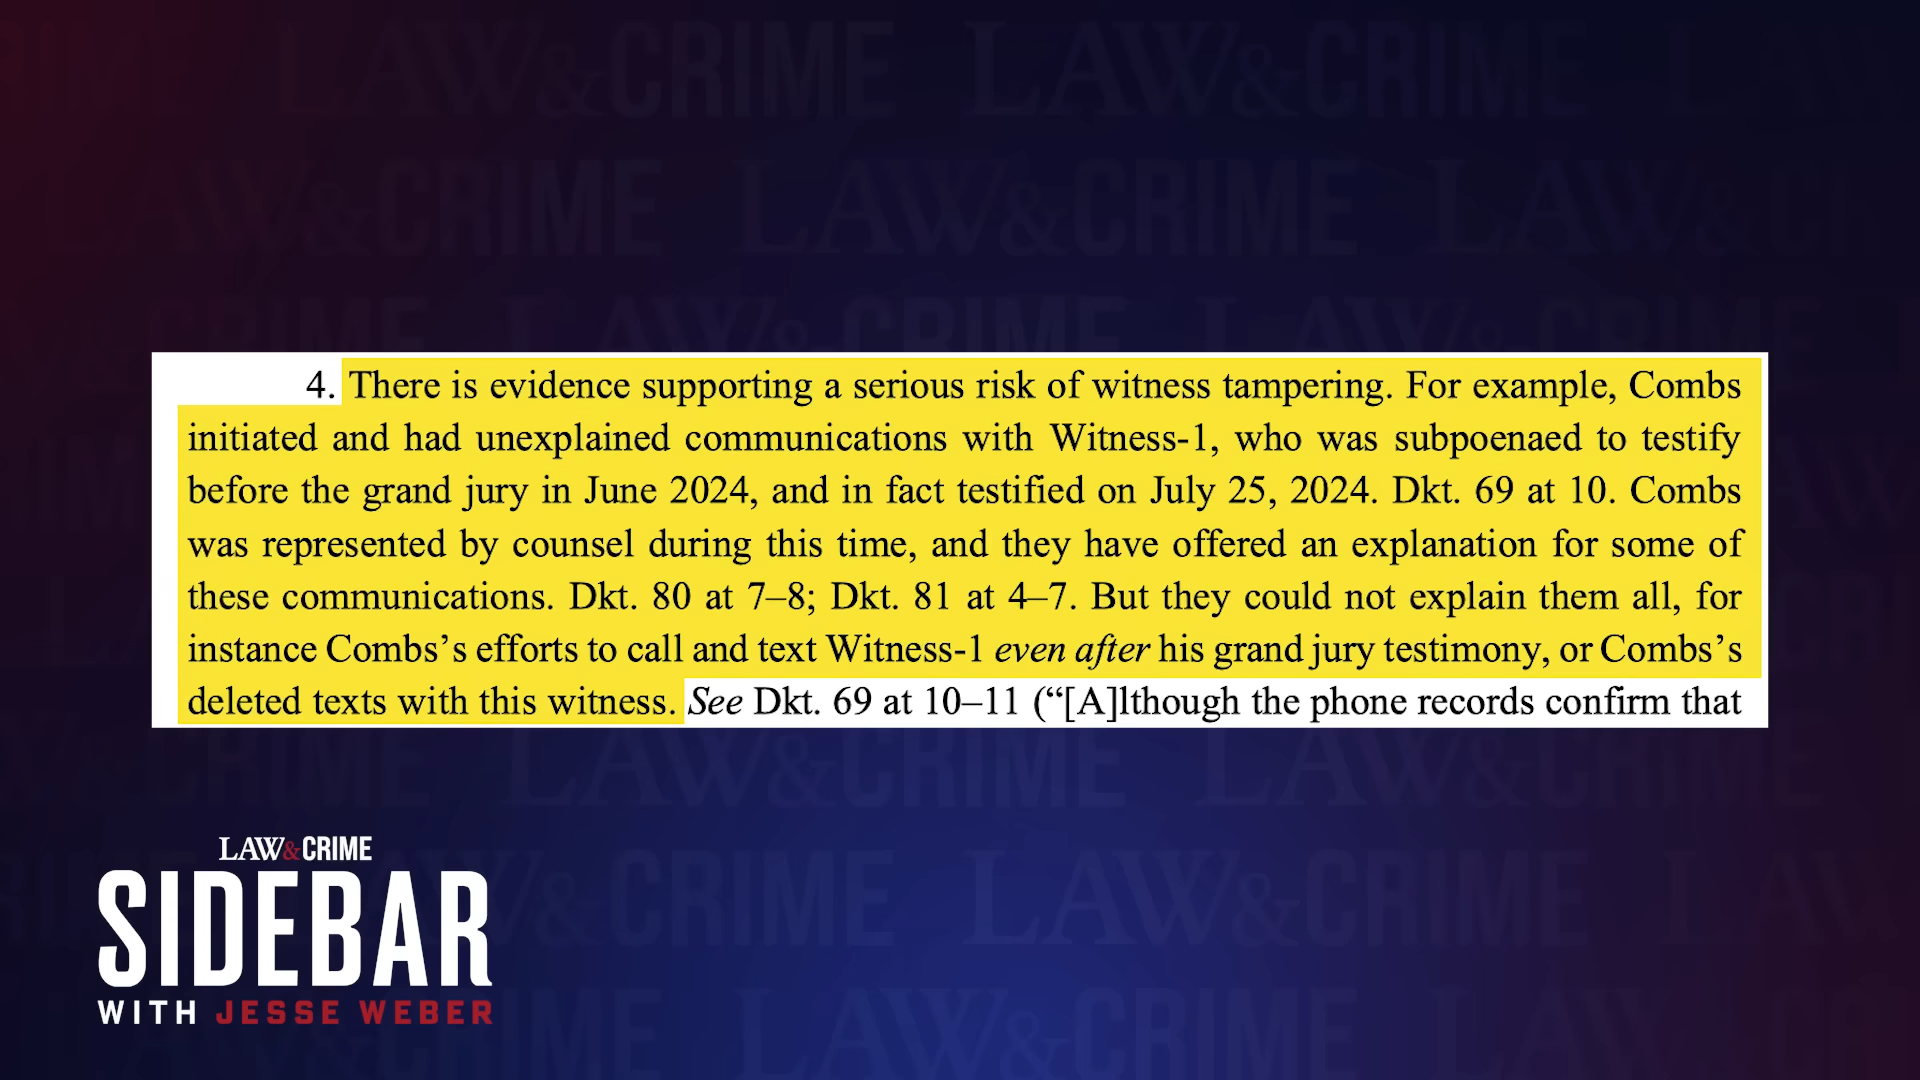 4. There is evidence supporting a serious risk of witness tampering. For example, Combs
initiated and had unexplained communications with Witness-1, who was subpoenaed to testify
before the grand jury in June 2024, and in fact testified on July 25, 2024. Dkt. 69 at 10. Combs
was represented by counsel during this time, and they have offered an explanation for some of
these communications. Dkt. 80 at 7–8; Dkt. 81 at 4–7. But they could not explain them all, for
instance Combs’s efforts to call and text Witness-1 even after his grand jury testimony, or Combs’s
deleted texts with this witness. See Dkt. 69 at 10–11 (“[A]lthough the phone records confirm that
LAW&CRIME
SIDEBAR
WITH JESSE WEBER